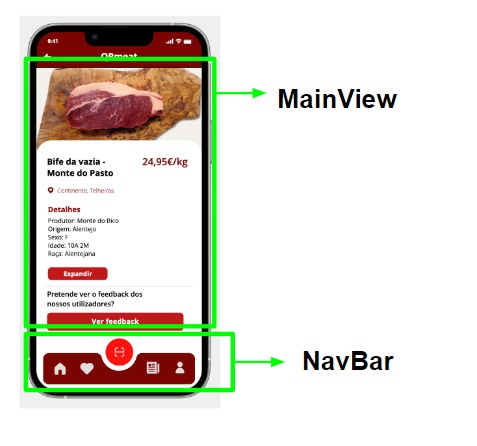 9:41
QRmeat
MainView
Bife da vazia -
Monte do Pasto
24,95€/kg
Continente, Telheiras
Detalhes
Produtor: Monte do Bico
Origem: Alentejo
Sexo: F
Idade: 10A 2M
Raça: Alentejana
Expandir
Pretende ver o feedback dos
nossos utilizadores?
Ver feedback
NavBar